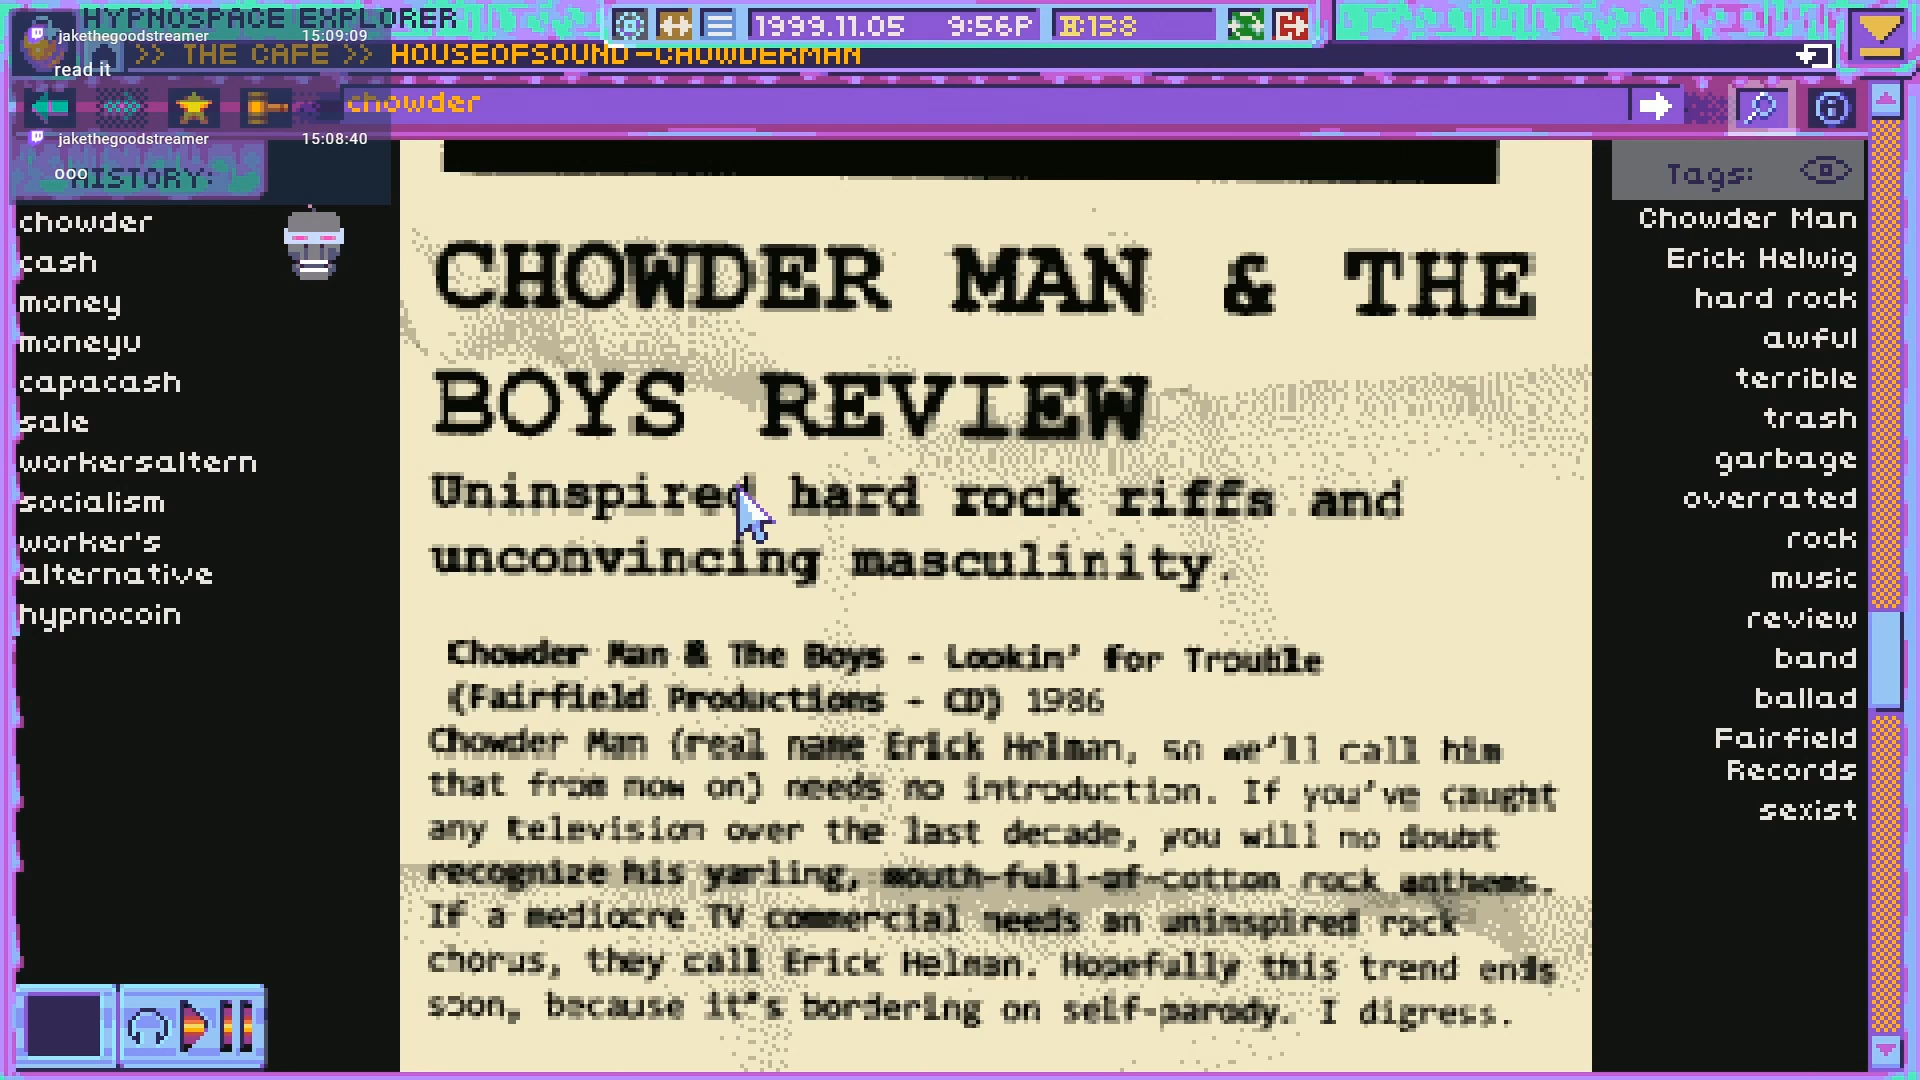 HYPNOSPACE EXPLORER
1999.11.05 9:56P 138
jakethegoodstreamer 15:09:09
read it
>> THE CAFE >> HOUSEOFSOUND-CHOWDERMAN
chowder
jakethegoodstreamer 15:08:40
ooo
HISTORY:
chowder
cash
money
moneyu
capacash
sale
workersaltern
socialism
worker's
alternative
hypnocoin
CHOWDER MAN & THE
BOYS REVIEW
Uninspired hard rock riffs and
unconvincing masculinity.
Chowder Man & The Boys - Lookin' for Trouble
(Fairfield Productions - CD) 1986
Chowder Man (real name Erick Helman, so we'll call him
that from now on) needs no introduction. If you've caught
any television over the last decade, you will no doubt
recognize his yarling, mouth-full-of-cotton rock anthems.
If a mediocre TV commercial needs an uninspired rock
chorus, they call Erick Helman. Hopefully this trend ends
soon, because it's bordering on self-parody. I digress.
Tags:
Chowder Man
Erick Helwig
hard rock
awful
terrible
trash
garbage
overrated
rock
music
review
band
ballad
Fairfield
Records
sexist